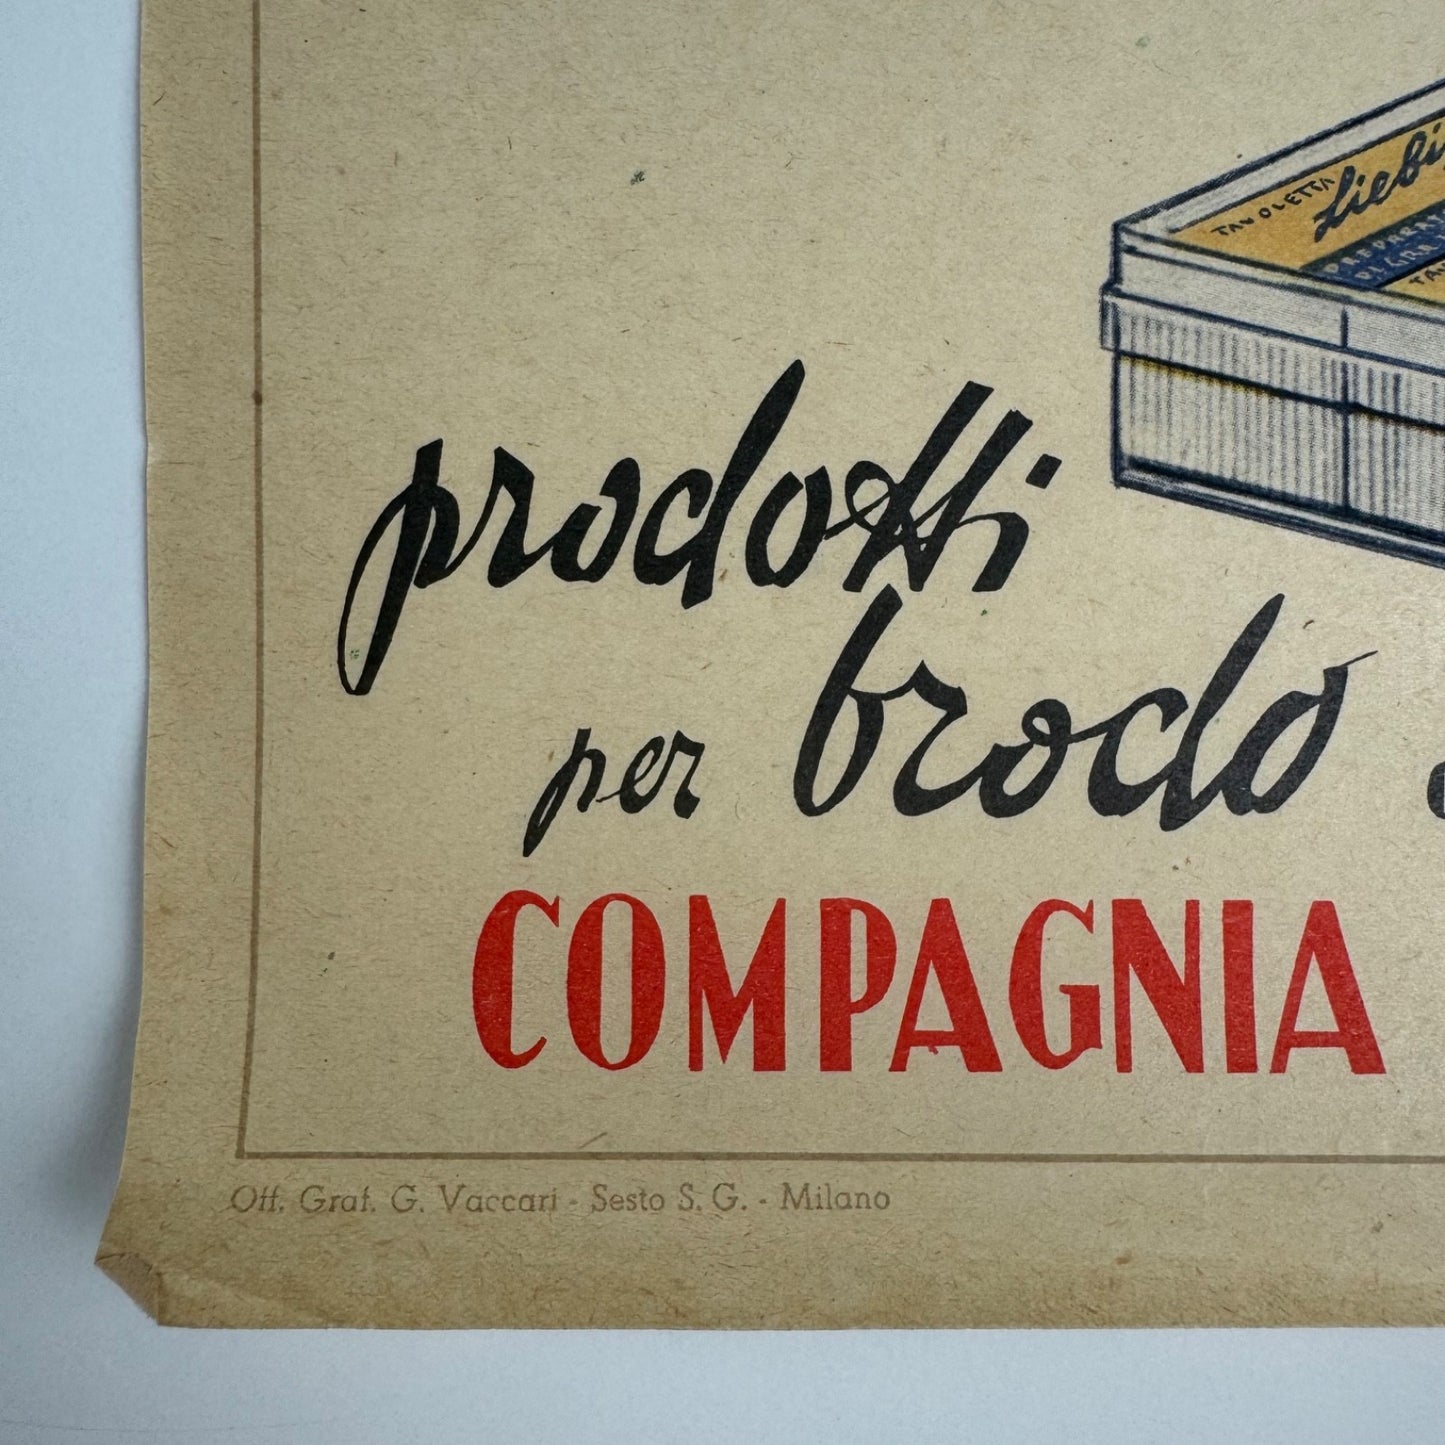 TAVOLETTA
Liebig
prodotti
per brodo
COMPAGNIA
Off. Graf. G. Vaccari - Sesto S. G. - Milano